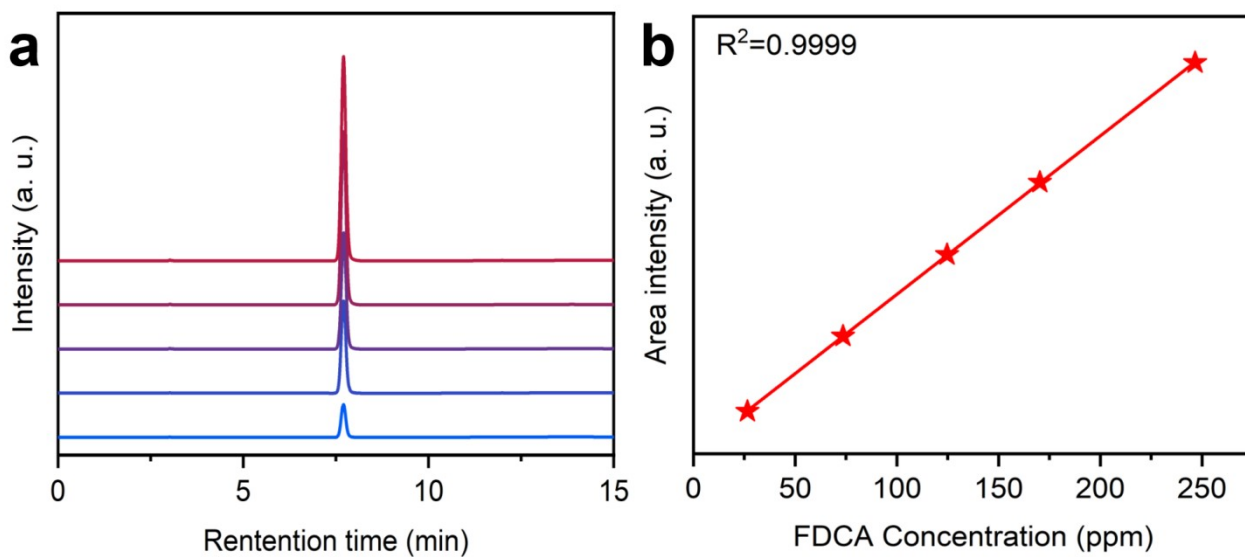 a
Intensity (a. u.)
0 5 10 15
Rentention time (min)
b
R²=0.9999
Area intensity (a. u.)
0 50 100 150 200 250
FDCA Concentration (ppm)